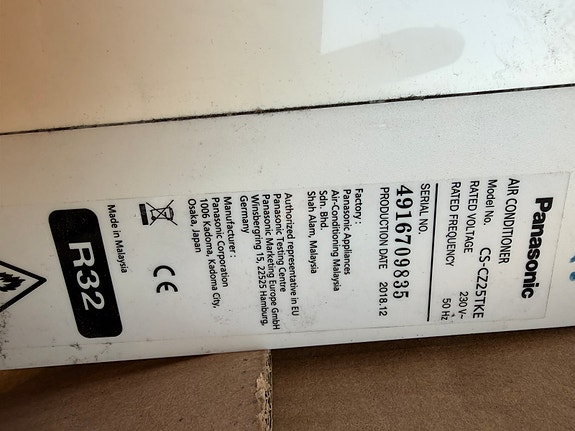 Panasonic
AIR CONDITIONER
Model No. CS-CZ25TKE
RATED VOLTAGE 230 V~
RATED FREQUENCY 50 Hz
SERIAL NO.
4916709835
PRODUCTION DATE 2018.12
Factory :
Panasonic Appliances
Air-Conditioning Malaysia
Sdn. Bhd.
Shah Alam, Malaysia
Authorized representative in EU
Panasonic Testing Centre
Panasonic Marketing Europe GmbH
Winsbergring 15, 22525 Hamburg,
Germany
Manufacturer :
Panasonic Corporation
1006 Kadoma, Kadoma City,
Osaka, Japan
CE
Made in Malaysia
R32